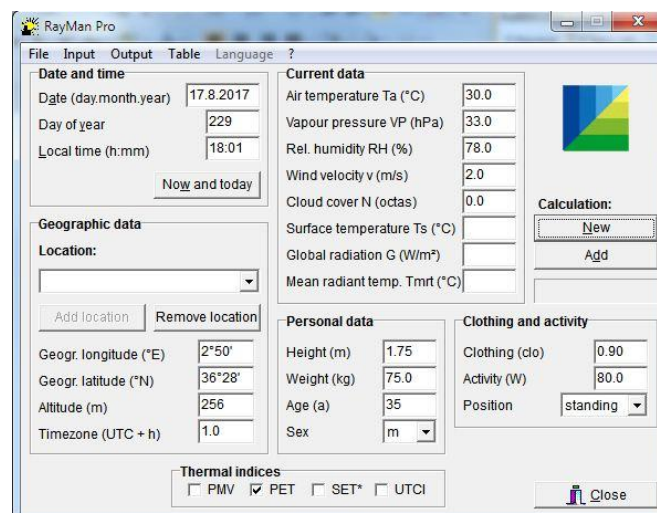 RayMan Pro
File Input Output Table Language ?
Date and time
Date (day.month.year) 17.8.2017
Day of year 229
Local time (h:mm) 18:01
Now and today
Geographic data
Location:
Add location Remove location
Geogr. longitude (°E) 2°50'
Geogr. latitude (°N) 36°28'
Altitude (m) 256
Timezone (UTC + h) 1.0
Current data
Air temperature Ta (°C) 30.0
Vapour pressure VP (hPa) 33.0
Rel. humidity RH (%) 78.0
Wind velocity v (m/s) 2.0
Cloud cover N (octas) 0.0
Surface temperature Ts (°C)
Global radiation G (W/m²)
Mean radiant temp. Tmrt (°C)
Calculation:
New
Add
Personal data
Height (m) 1.75
Weight (kg) 75.0
Age (a) 35
Sex m
Clothing and activity
Clothing (clo) 0.90
Activity (W) 80.0
Position standing
Thermal indices
PMV PET SET* UTCI
Close